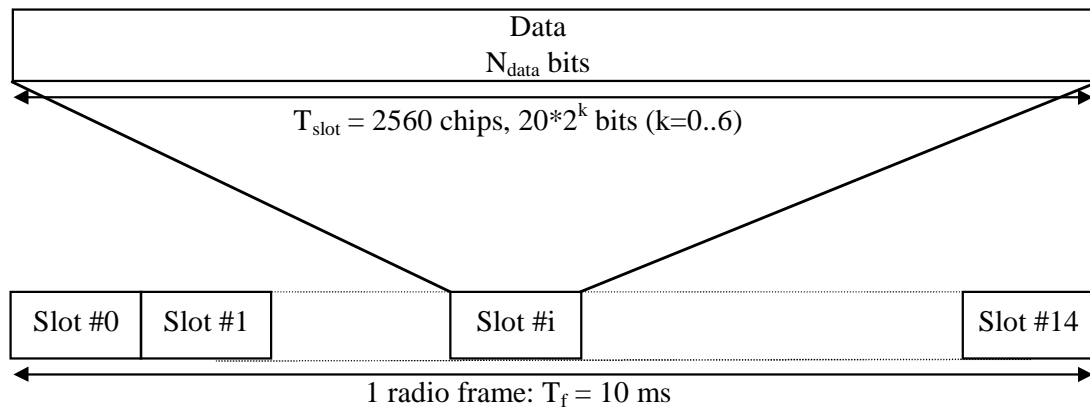 Data
N_data bits
T_slot = 2560 chips, 20*2^k bits (k=0..6)
Slot #0 Slot #1 Slot #i Slot #14
1 radio frame: T_f = 10 ms